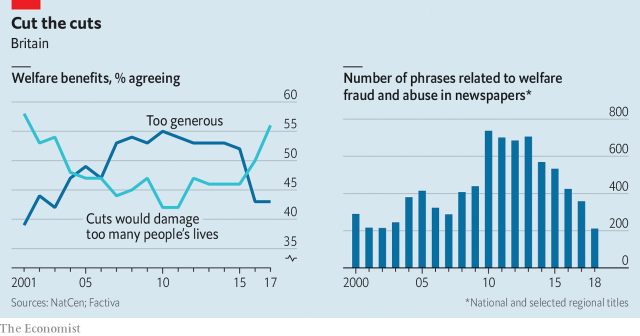 Cut the cuts
Britain
Welfare benefits, % agreeing
60
55
50
45
40
35
Too generous
Cuts would damage
too many people's lives
2001 05 10 15 17
Number of phrases related to welfare
fraud and abuse in newspapers*
800
600
400
200
0
2000 05 10 15 18
Sources: NatCen; Factiva
*National and selected regional titles
The Economist